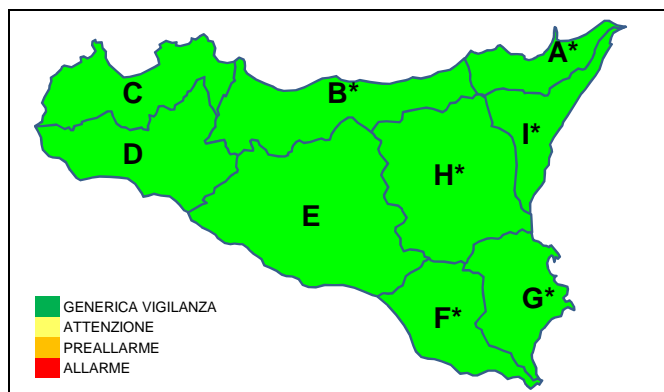 A*
C
B*
I*
D
H*
E
G*
F*
GENERICA VIGILANZA
ATTENZIONE
PREALLARME
ALLARME